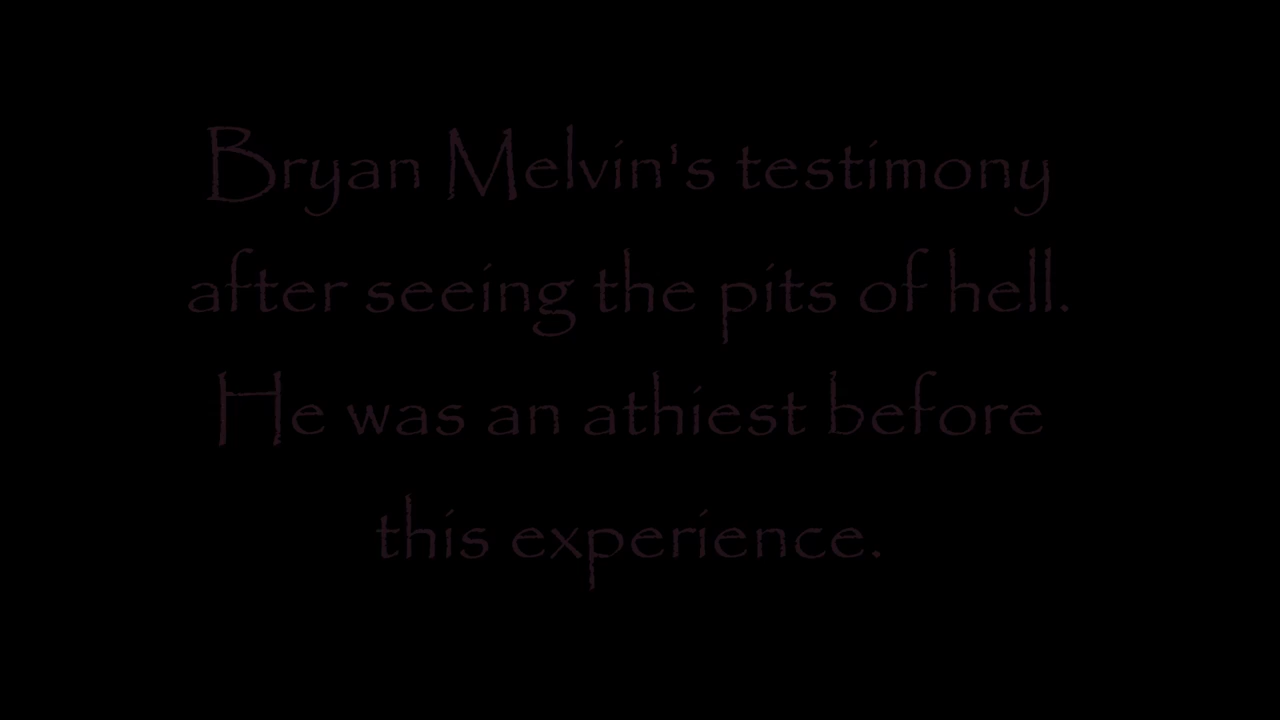 Bryan Melvin's testimony
after seeing the pits of hell.
He was an athiest before
this experience.